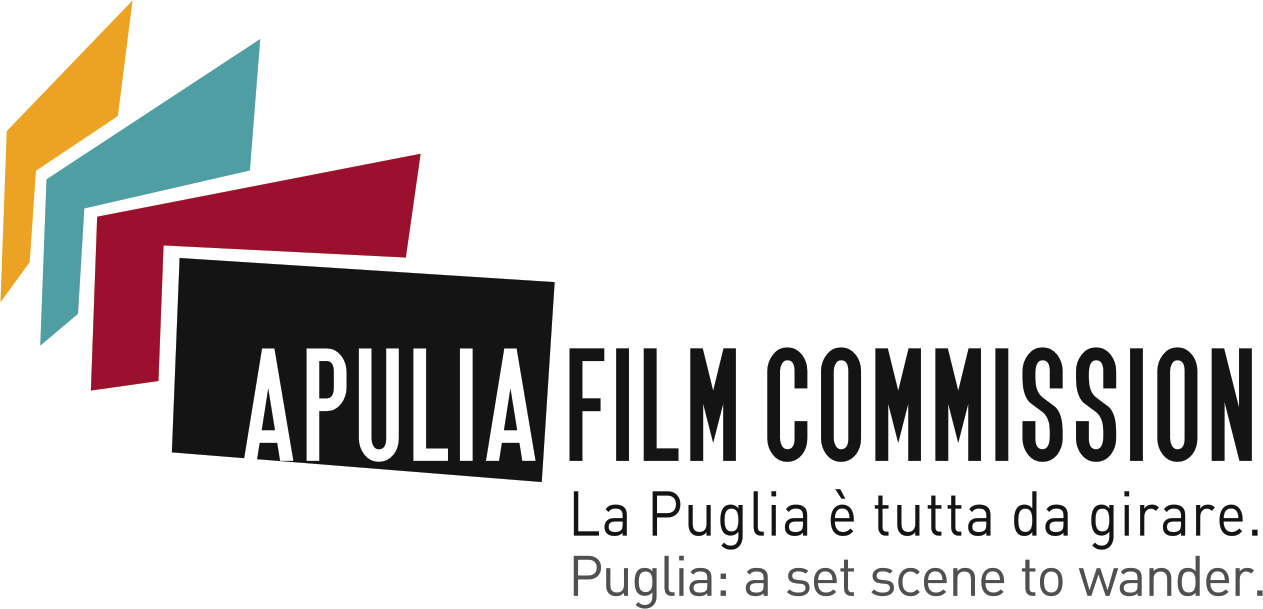 APULIA FILM COMMISSION
La Puglia è tutta da girare.
Puglia: a set scene to wander.